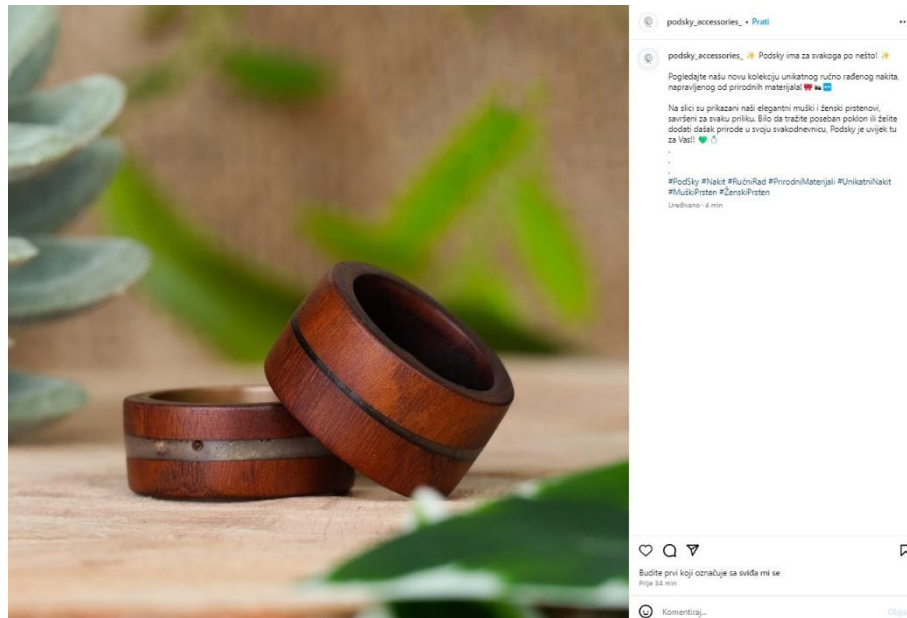 podsky_accessories_ • Prati
podsky_accessories_ ✨ Podsky ima za svakoga po nešto! ✨
Pogledajte našu novu kolekciju unikatnog ručno rađenog nakita,
napravljenog od prirodnih materijala!
Na slici su prikazani naši elegantni muški i ženski prstenovi,
savršeni za svaku priliku. Bilo da tražite poseban poklon ili želite
dodati dašak prirode u svoju svakodnevnicu, Podsky je uvijek tu
za Vas!! 💚 💍
.
.
.
#PodSky #Nakit #RučniRad #PrirodniMaterijali #UnikatniNakit
#MuškiPrsten #ŽenskiPrsten
Uređivano · 4 min
Budite prvi koji označuje sa sviđa mi se
Prije 34 min
Komentiraj...